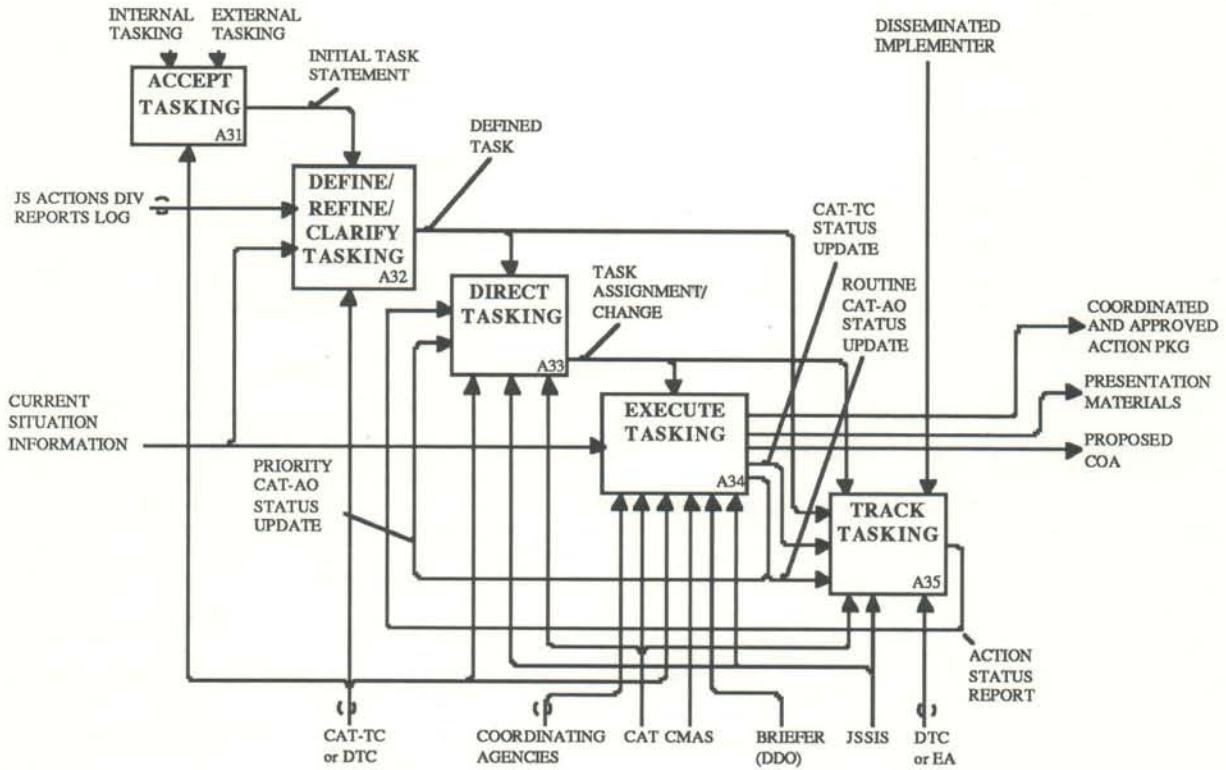 INTERNAL
TASKING
EXTERNAL
TASKING
DISSEMINATED
IMPLEMENTER
INITIAL TASK
STATEMENT
ACCEPT
TASKING
A31
DEFINED
TASK
JS ACTIONS DIV
REPORTS LOG
DEFINE/
REFINE/
CLARIFY
TASKING
A32
CAT-TC
STATUS
UPDATE
TASK
ASSIGNMENT/
CHANGE
ROUTINE
CAT-AO
STATUS
UPDATE
DIRECT
TASKING
A33
COORDINATED
AND APPROVED
ACTION PKG
PRESENTATION
MATERIALS
PROPOSED
COA
CURRENT
SITUATION
INFORMATION
EXECUTE
TASKING
A34
PRIORITY
CAT-AO
STATUS
UPDATE
TRACK
TASKING
A35
ACTION
STATUS
REPORT
CAT-TC
or DTC
COORDINATING
AGENCIES
CAT
CMAS
BRIEFER
(DDO)
JSSIS
DTC
or EA